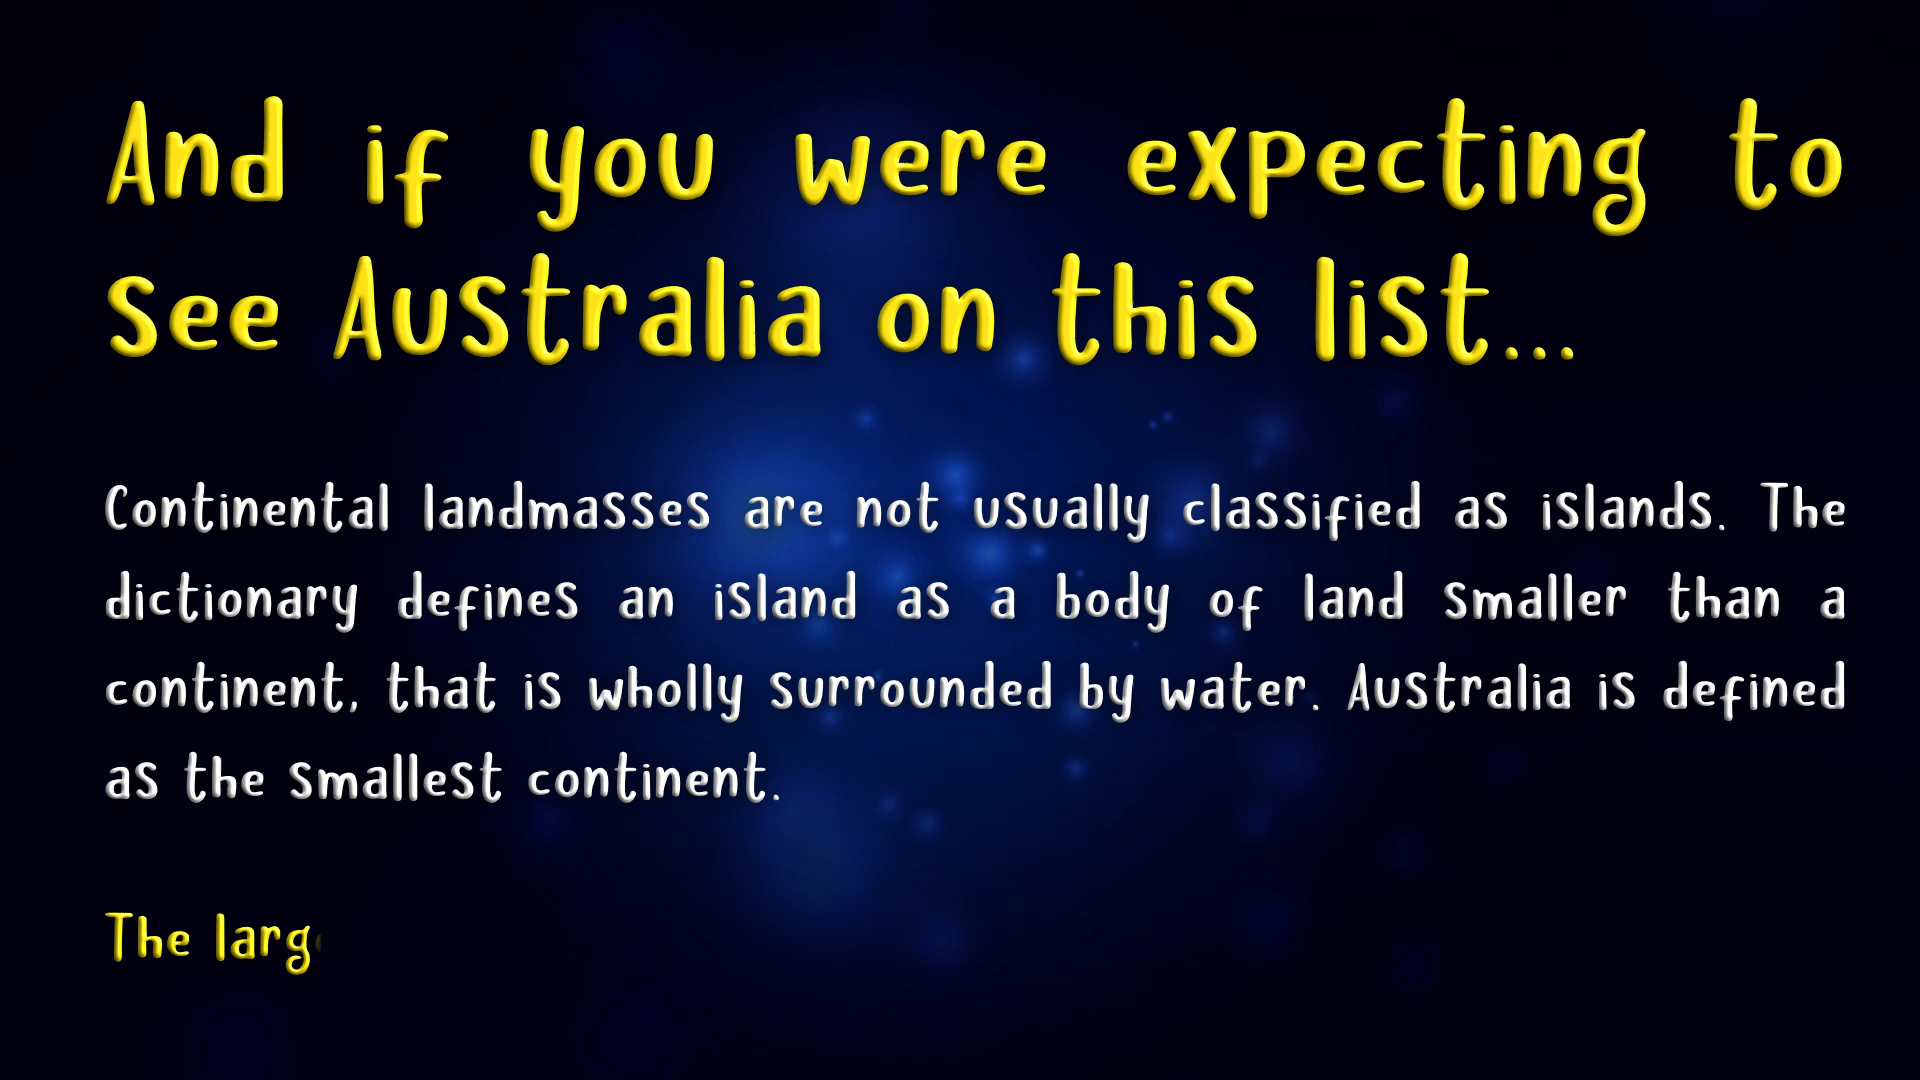 And if you were expecting to
see Australia on this list...
Continental landmasses are not usually classified as islands. The
dictionary defines an island as a body of land smaller than a
continent, that is wholly surrounded by water. Australia is defined
as the smallest continent.
The larg